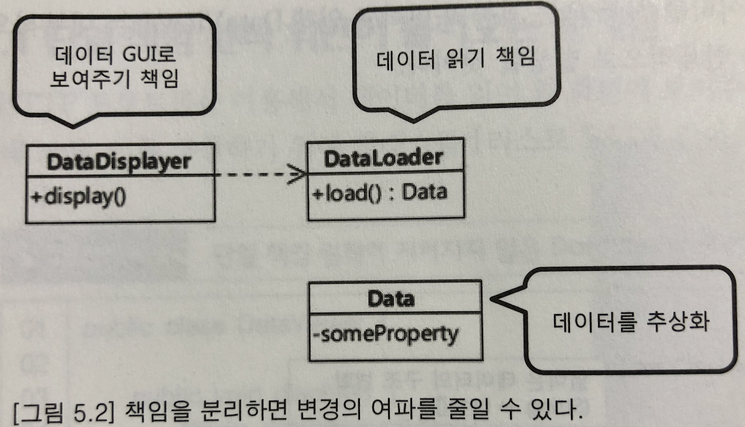 데이터 GUI로
보여주기 책임
데이터 읽기 책임
DataDisplayer
+display()
DataLoader
+load() : Data
Data
-someProperty
데이터를 추상화
[그림 5.2] 책임을 분리하면 변경의 여파를 줄일 수 있다.